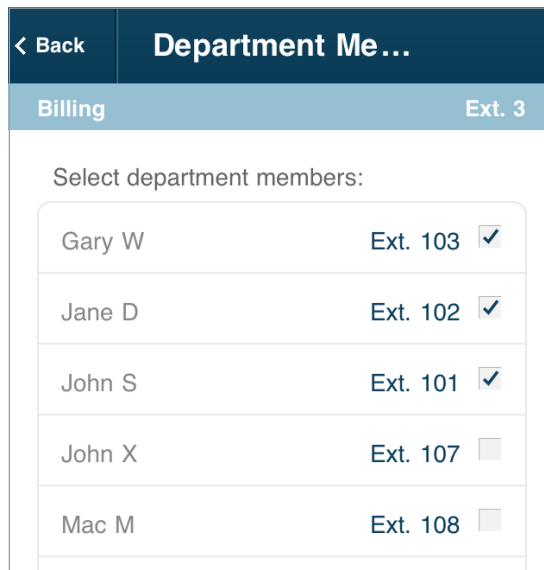 Back Department Me...
Billing Ext. 3
Select department members:
Gary W Ext. 103
Jane D Ext. 102
John S Ext. 101
John X Ext. 107
Mac M Ext. 108